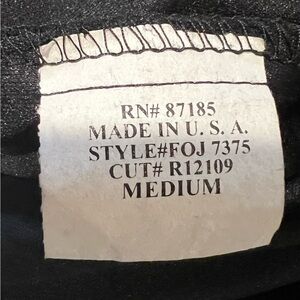 RN# 87185
MADE IN U. S. A.
STYLE#FOJ 7375
CUT# R12109
MEDIUM